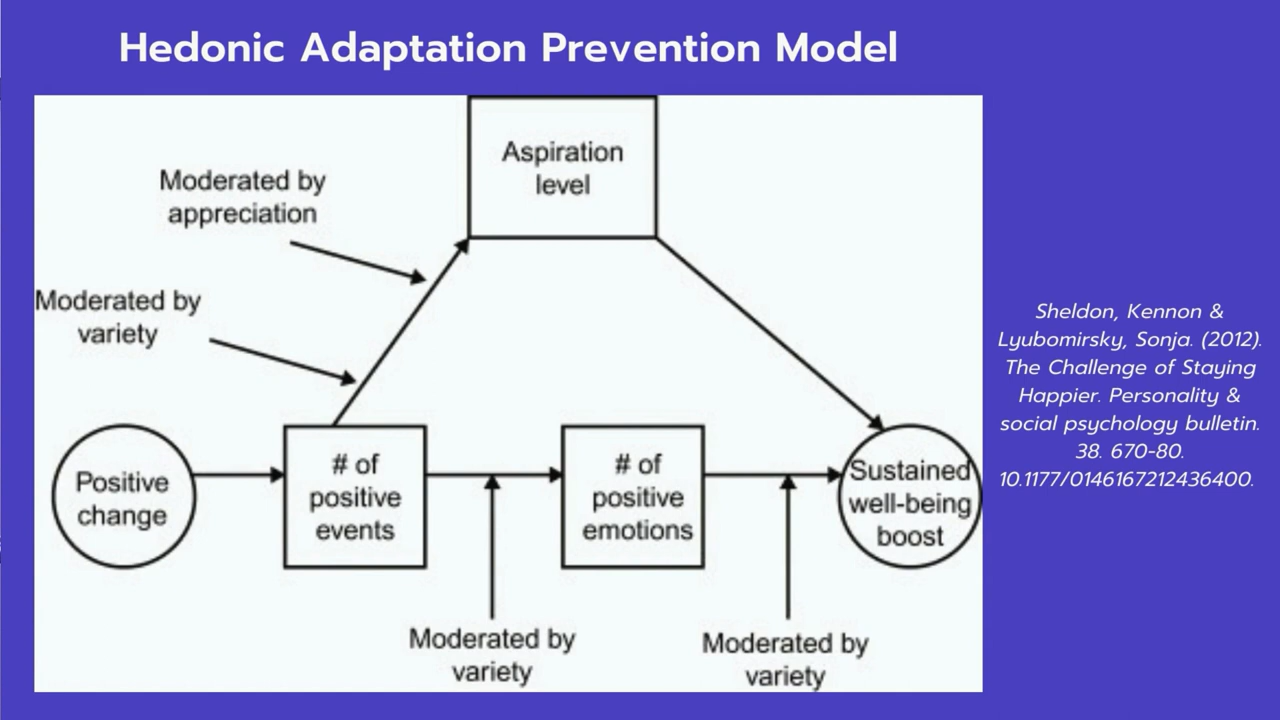 Hedonic Adaptation Prevention Model
Aspiration
level
Moderated by
appreciation
Moderated by
variety
Positive
change
# of
positive
events
# of
positive
emotions
Sustained
well-being
boost
Moderated by
variety
Moderated by
variety
Sheldon, Kennon &
Lyubomirsky, Sonja. (2012).
The Challenge of Staying
Happier. Personality &
social psychology bulletin.
38. 670-80.
10.1177/0146167212436400.